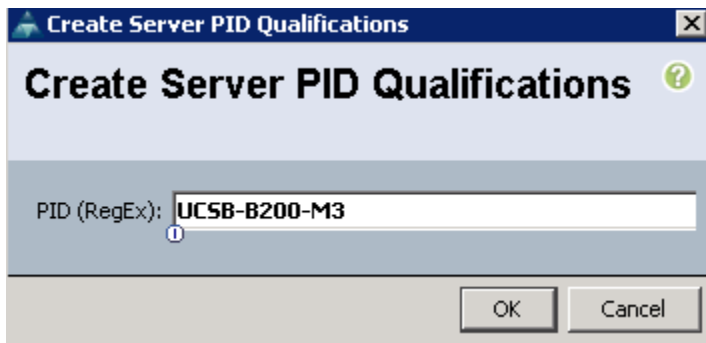 Create Server PID Qualifications
Create Server PID Qualifications
PID (RegEx): UCSB-B200-M3
OK Cancel